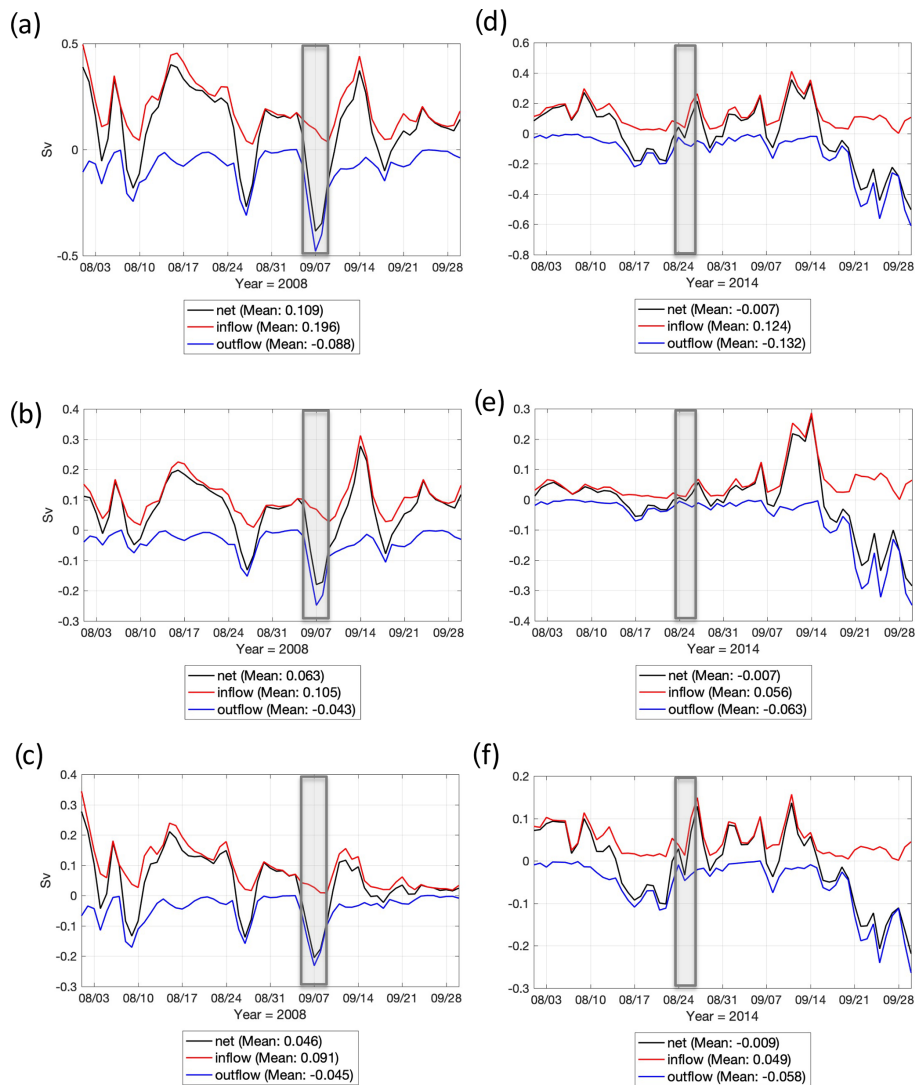 (a)
0.5
0
-0.5
Sv
08/03 08/10 08/17 08/24 08/31 09/07 09/14 09/21 09/28
Year = 2008
net (Mean: 0.109)
inflow (Mean: 0.196)
outflow (Mean: -0.088)
(d)
0.6
0.4
0.2
0
-0.2
-0.4
-0.6
-0.8
08/03 08/10 08/17 08/24 08/31 09/07 09/14 09/21 09/28
Year = 2014
net (Mean: -0.007)
inflow (Mean: 0.124)
outflow (Mean: -0.132)
(b)
0.4
0.3
0.2
0.1
0
-0.1
-0.2
-0.3
Sv
08/03 08/10 08/17 08/24 08/31 09/07 09/14 09/21 09/28
Year = 2008
net (Mean: 0.063)
inflow (Mean: 0.105)
outflow (Mean: -0.043)
(e)
0.3
0.2
0.1
0
-0.1
-0.2
-0.3
-0.4
08/03 08/10 08/17 08/24 08/31 09/07 09/14 09/21 09/28
Year = 2014
net (Mean: -0.007)
inflow (Mean: 0.056)
outflow (Mean: -0.063)
(c)
0.4
0.3
0.2
0.1
0
-0.1
-0.2
-0.3
Sv
08/03 08/10 08/17 08/24 08/31 09/07 09/14 09/21 09/28
Year = 2008
net (Mean: 0.046)
inflow (Mean: 0.091)
outflow (Mean: -0.045)
(f)
0.2
0.1
0
-0.1
-0.2
-0.3
08/03 08/10 08/17 08/24 08/31 09/07 09/14 09/21 09/28
Year = 2014
net (Mean: -0.009)
inflow (Mean: 0.049)
outflow (Mean: -0.058)